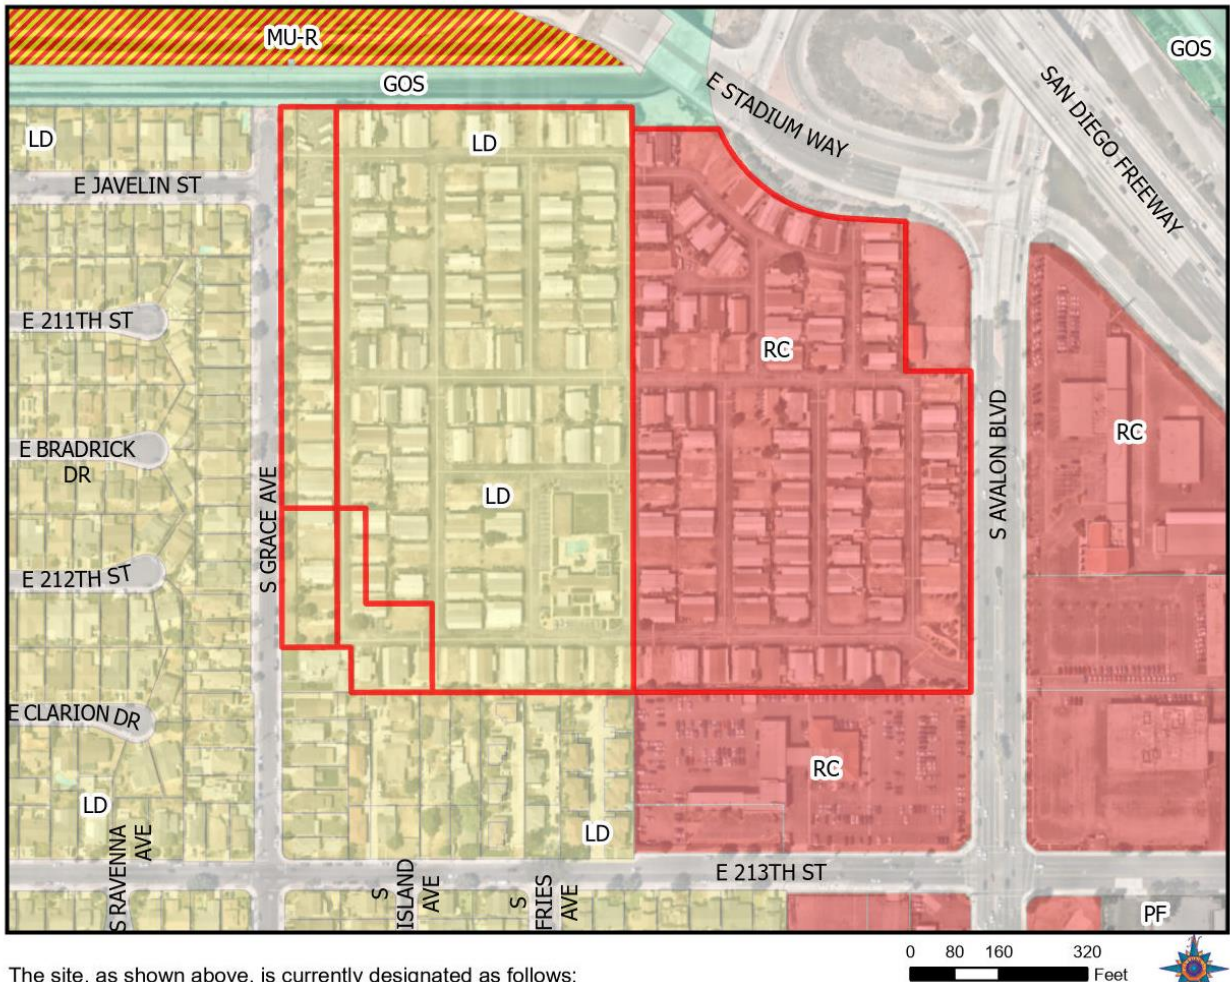 MU-R
GOS
GOS
E STADIUM WAY
SAN DIEGO FREEWAY
LD
LD
E JAVELIN ST
E 211TH ST
RC
E BRADRICK
DR
RC
S AVALON BLVD
LD
S GRACE AVE
E 212TH ST
E CLARION DR
RC
LD
LD
S RAVENNA
AVE
S
ISLAND
AVE
S
FRIES
AVE
E 213TH ST
PF
0 80 160 320
Feet
The site, as shown above, is currently designated as follows: